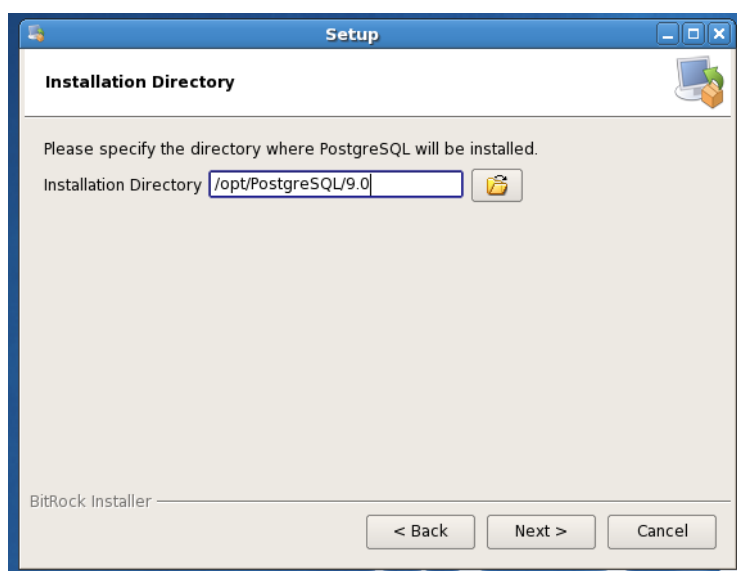 Setup
Installation Directory
Please specify the directory where PostgreSQL will be installed.
Installation Directory /opt/PostgreSQL/9.0
BitRock Installer
< Back Next > Cancel